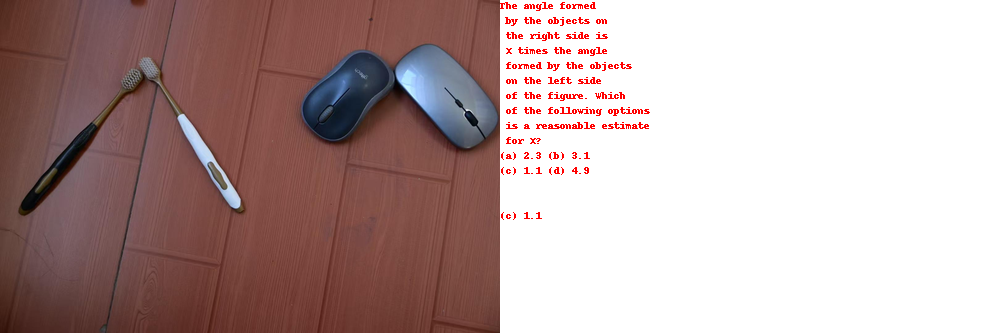 The angle formed
by the objects on
the right side is
X times the angle
formed by the objects
on the left side
of the figure. Which
of the following options
is a reasonable estimate
for X?
(a) 2.3 (b) 3.1
(c) 1.1 (d) 4.9
(c) 1.1